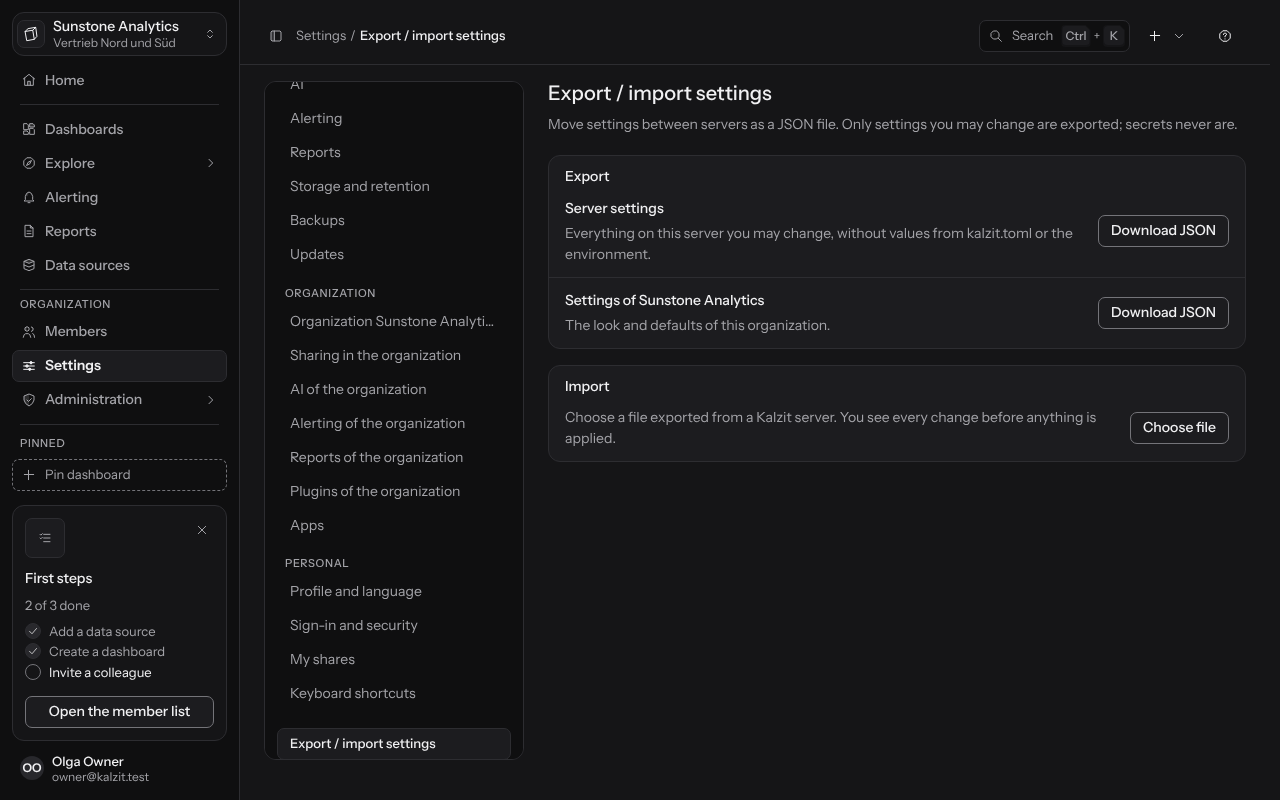 Sunstone Analytics
Vertrieb Nord und Süd
Home
Dashboards
Explore
Alerting
Reports
Data sources
ORGANIZATION
Members
Settings
Administration
PINNED
Pin dashboard
First steps
2 of 3 done
Add a data source
Create a dashboard
Invite a colleague
Open the member list
OO
Olga Owner
owner@kalzit.test
Settings / Export / import settings
Search Ctrl + K
AI
Alerting
Reports
Storage and retention
Backups
Updates
ORGANIZATION
Organization Sunstone Analyti...
Sharing in the organization
AI of the organization
Alerting of the organization
Reports of the organization
Plugins of the organization
Apps
PERSONAL
Profile and language
Sign-in and security
My shares
Keyboard shortcuts
Export / import settings
Export / import settings
Move settings between servers as a JSON file. Only settings you may change are exported; secrets never are.
Export
Server settings
Everything on this server you may change, without values from kalzit.toml or the
environment.
Download JSON
Settings of Sunstone Analytics
The look and defaults of this organization.
Download JSON
Import
Choose a file exported from a Kalzit server. You see every change before anything is
applied.
Choose file